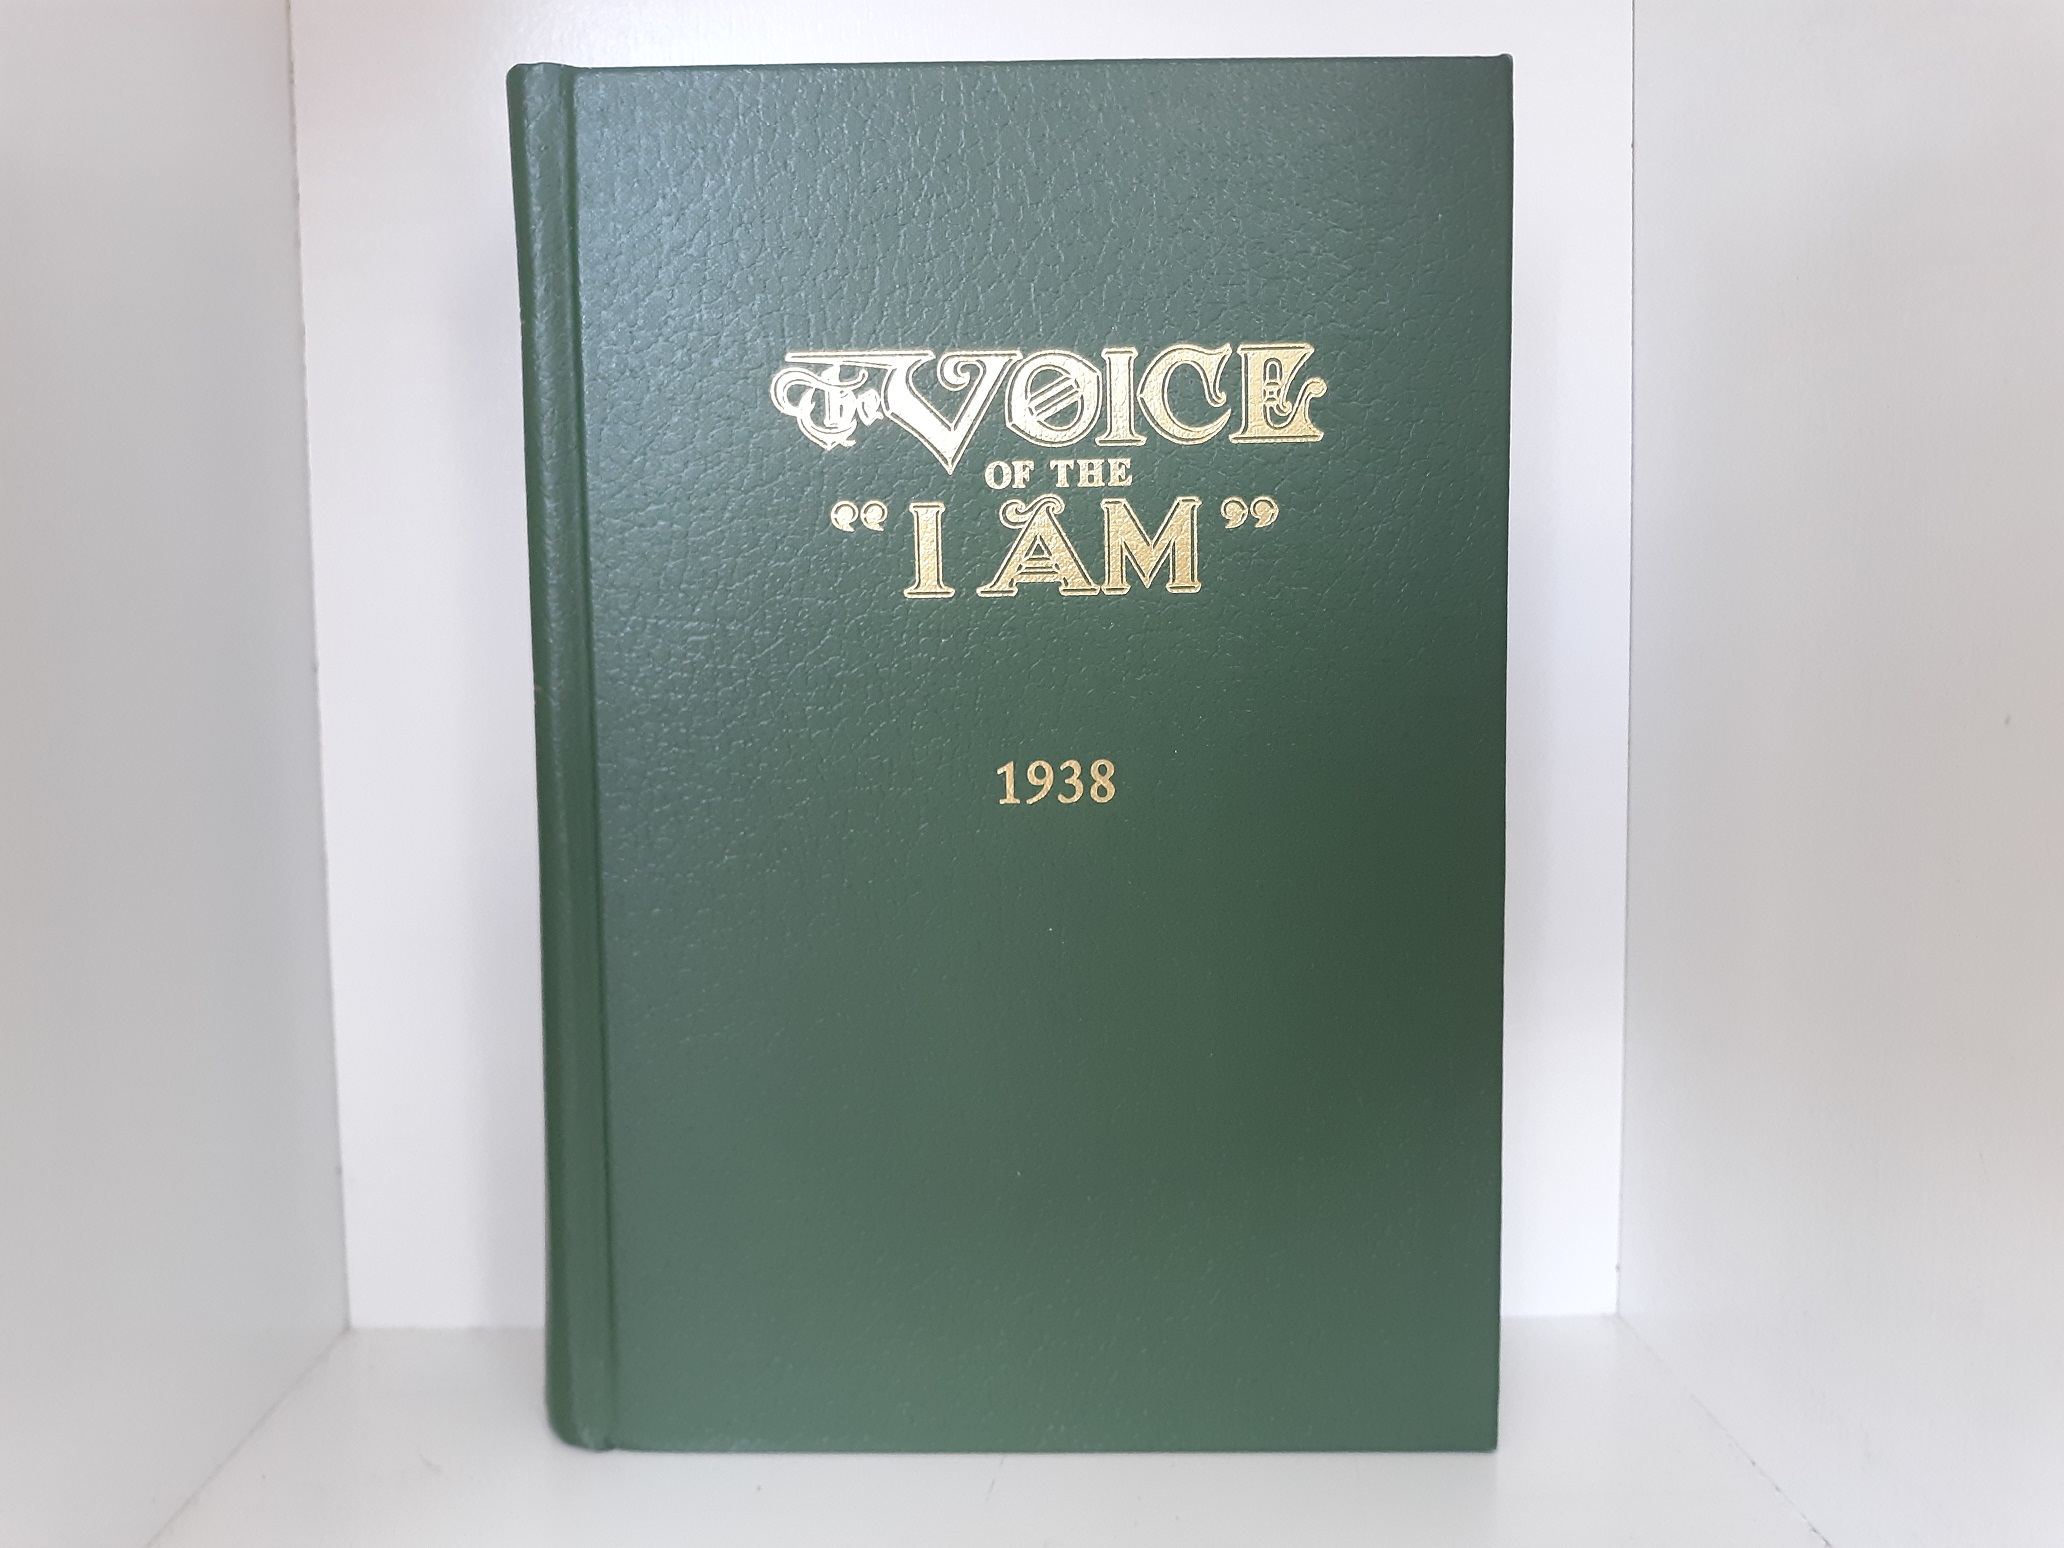 The VOICE
OF THE
“I AM”
1938